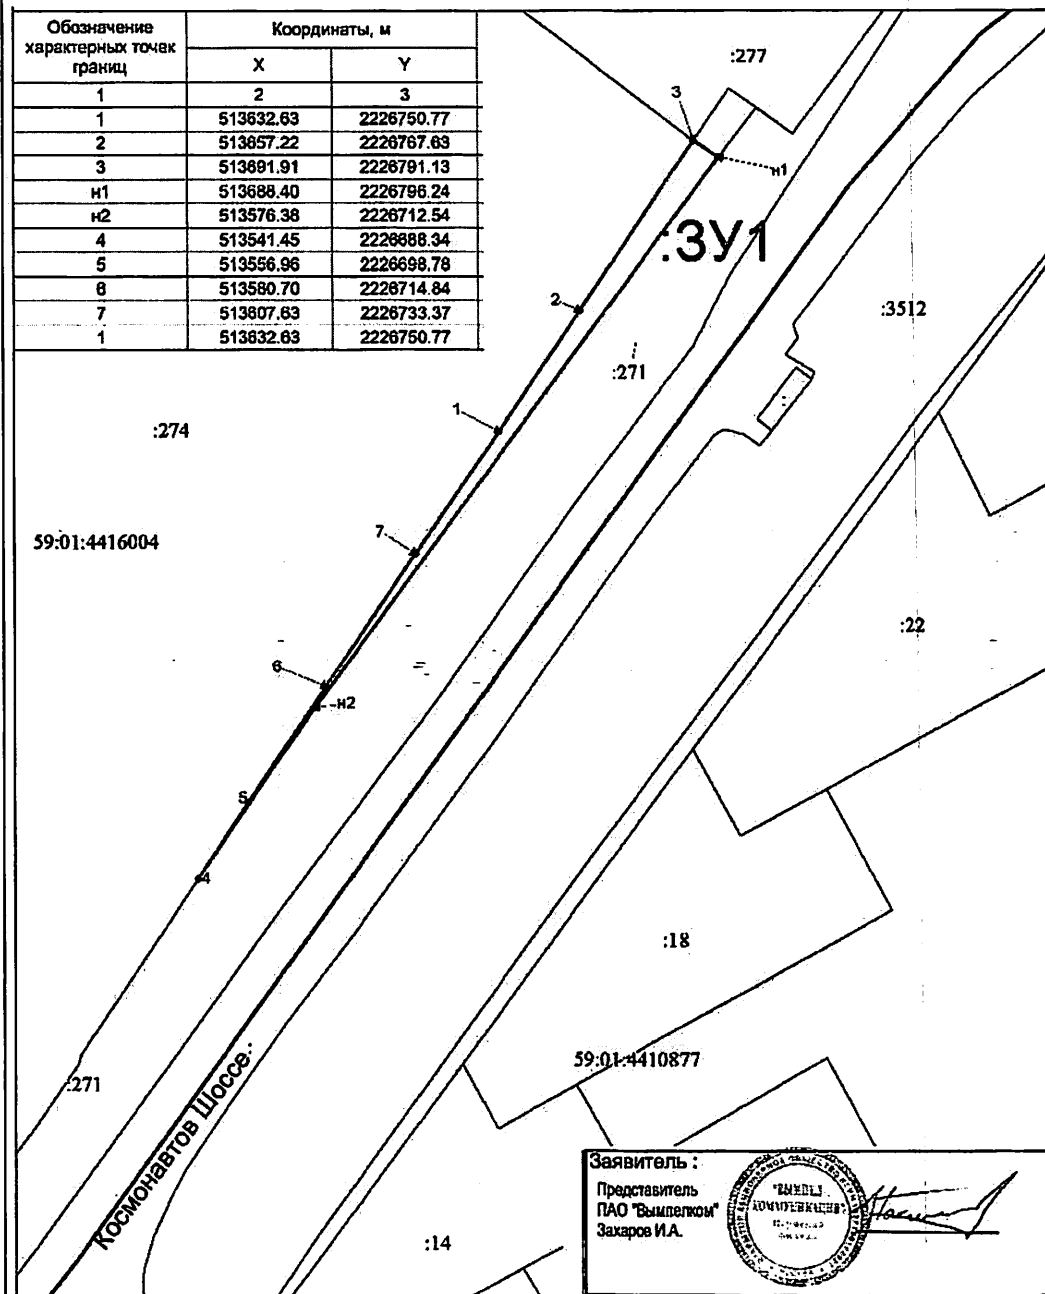 Обозначение характерных точек границ
Координаты, м
X Y
1 2 3
1 513632.63 2226750.77
2 513657.22 2226767.63
3 513691.91 2226791.13
н1 513688.40 2226796.24
н2 513576.38 2226712.54
4 513541.45 2226688.34
5 513556.96 2226698.78
6 513580.70 2226714.84
7 513607.63 2226733.37
1 513632.63 2226750.77
:277
3
н1
:ЗУ1
2
:3512
:271
1
:274
7
59:01:4416004
:22
6
н2
5
4
:18
59:01:4410877
:271
Космонавтов Шоссе
:14
Заявитель :
Представитель
ПАО "Вымпелком"
Захаров И.А.